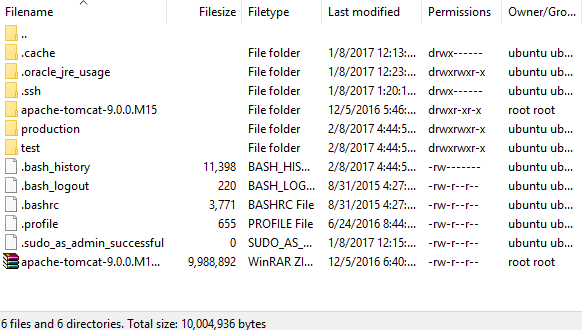 Filename Filesize Filetype Last modified Permissions Owner/Gro...
..
.cache File folder 1/8/2017 12:13:... drwx------ ubuntu ub...
.oracle_jre_usage File folder 1/8/2017 12:23:... drwxrwxr-x ubuntu ub...
.ssh File folder 1/8/2017 1:20:1... drwx------ ubuntu ub...
apache-tomcat-9.0.0.M15 File folder 12/5/2016 5:46:... drwxr-xr-x root root
production File folder 2/8/2017 4:44:5... drwxrwxr-x ubuntu ub...
test File folder 2/8/2017 4:44:5... drwxrwxr-x ubuntu ub...
.bash_history 11,398 BASH_HIS... 2/8/2017 4:44:5... -rw------- ubuntu ub...
.bash_logout 220 BASH_LOG... 8/31/2015 4:27:... -rw-r--r-- ubuntu ub...
.bashrc 3,771 BASHRC File 8/31/2015 4:27:... -rw-r--r-- ubuntu ub...
.profile 655 PROFILE File 6/24/2016 8:44:... -rw-r--r-- ubuntu ub...
.sudo_as_admin_successful 0 SUDO_AS_... 1/8/2017 12:15:... -rw-r--r-- ubuntu ub...
apache-tomcat-9.0.0.M1... 9,988,892 WinRAR ZI... 12/5/2016 6:40:... -rw-r--r-- root root
6 files and 6 directories. Total size: 10,004,936 bytes